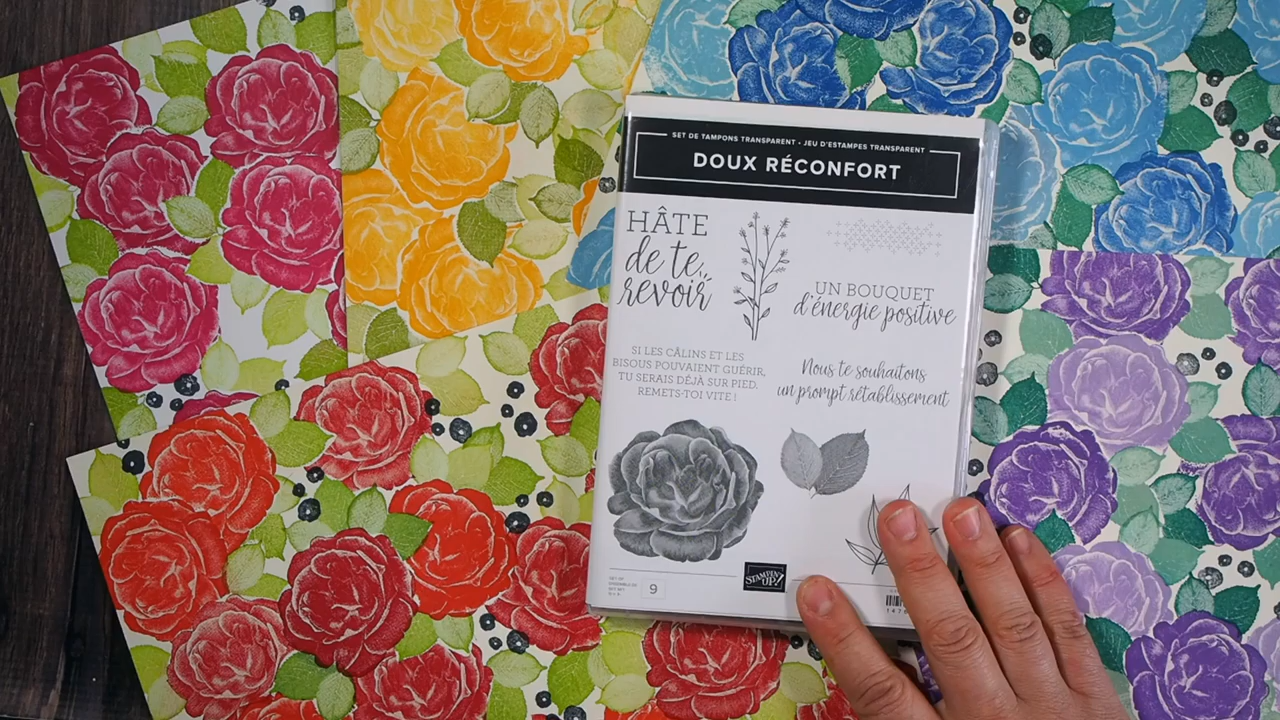 SET DE TAMPONS TRANSPARENT • JEU D'ESTAMPES TRANSPARENT
DOUX RÉCONFORT
HÂTE
de te
revoir
UN BOUQUET
d'énergie positive
SI LES CÂLINS ET LES
BISOUS POUVAIENT GUÉRIR,
TU SERAIS DÉJÀ SUR PIED.
REMETS-TOI VITE !
Nous te souhaitons
un prompt rétablissement
STAMPIN' UP!
9